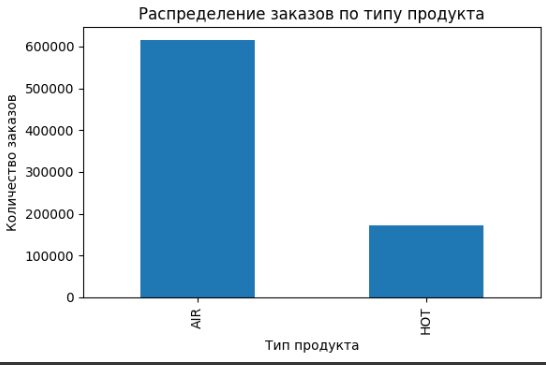 Распределение заказов по типу продукта
Количество заказов
600000
500000
400000
300000
200000
100000
0
AIR
HOT
Тип продукта